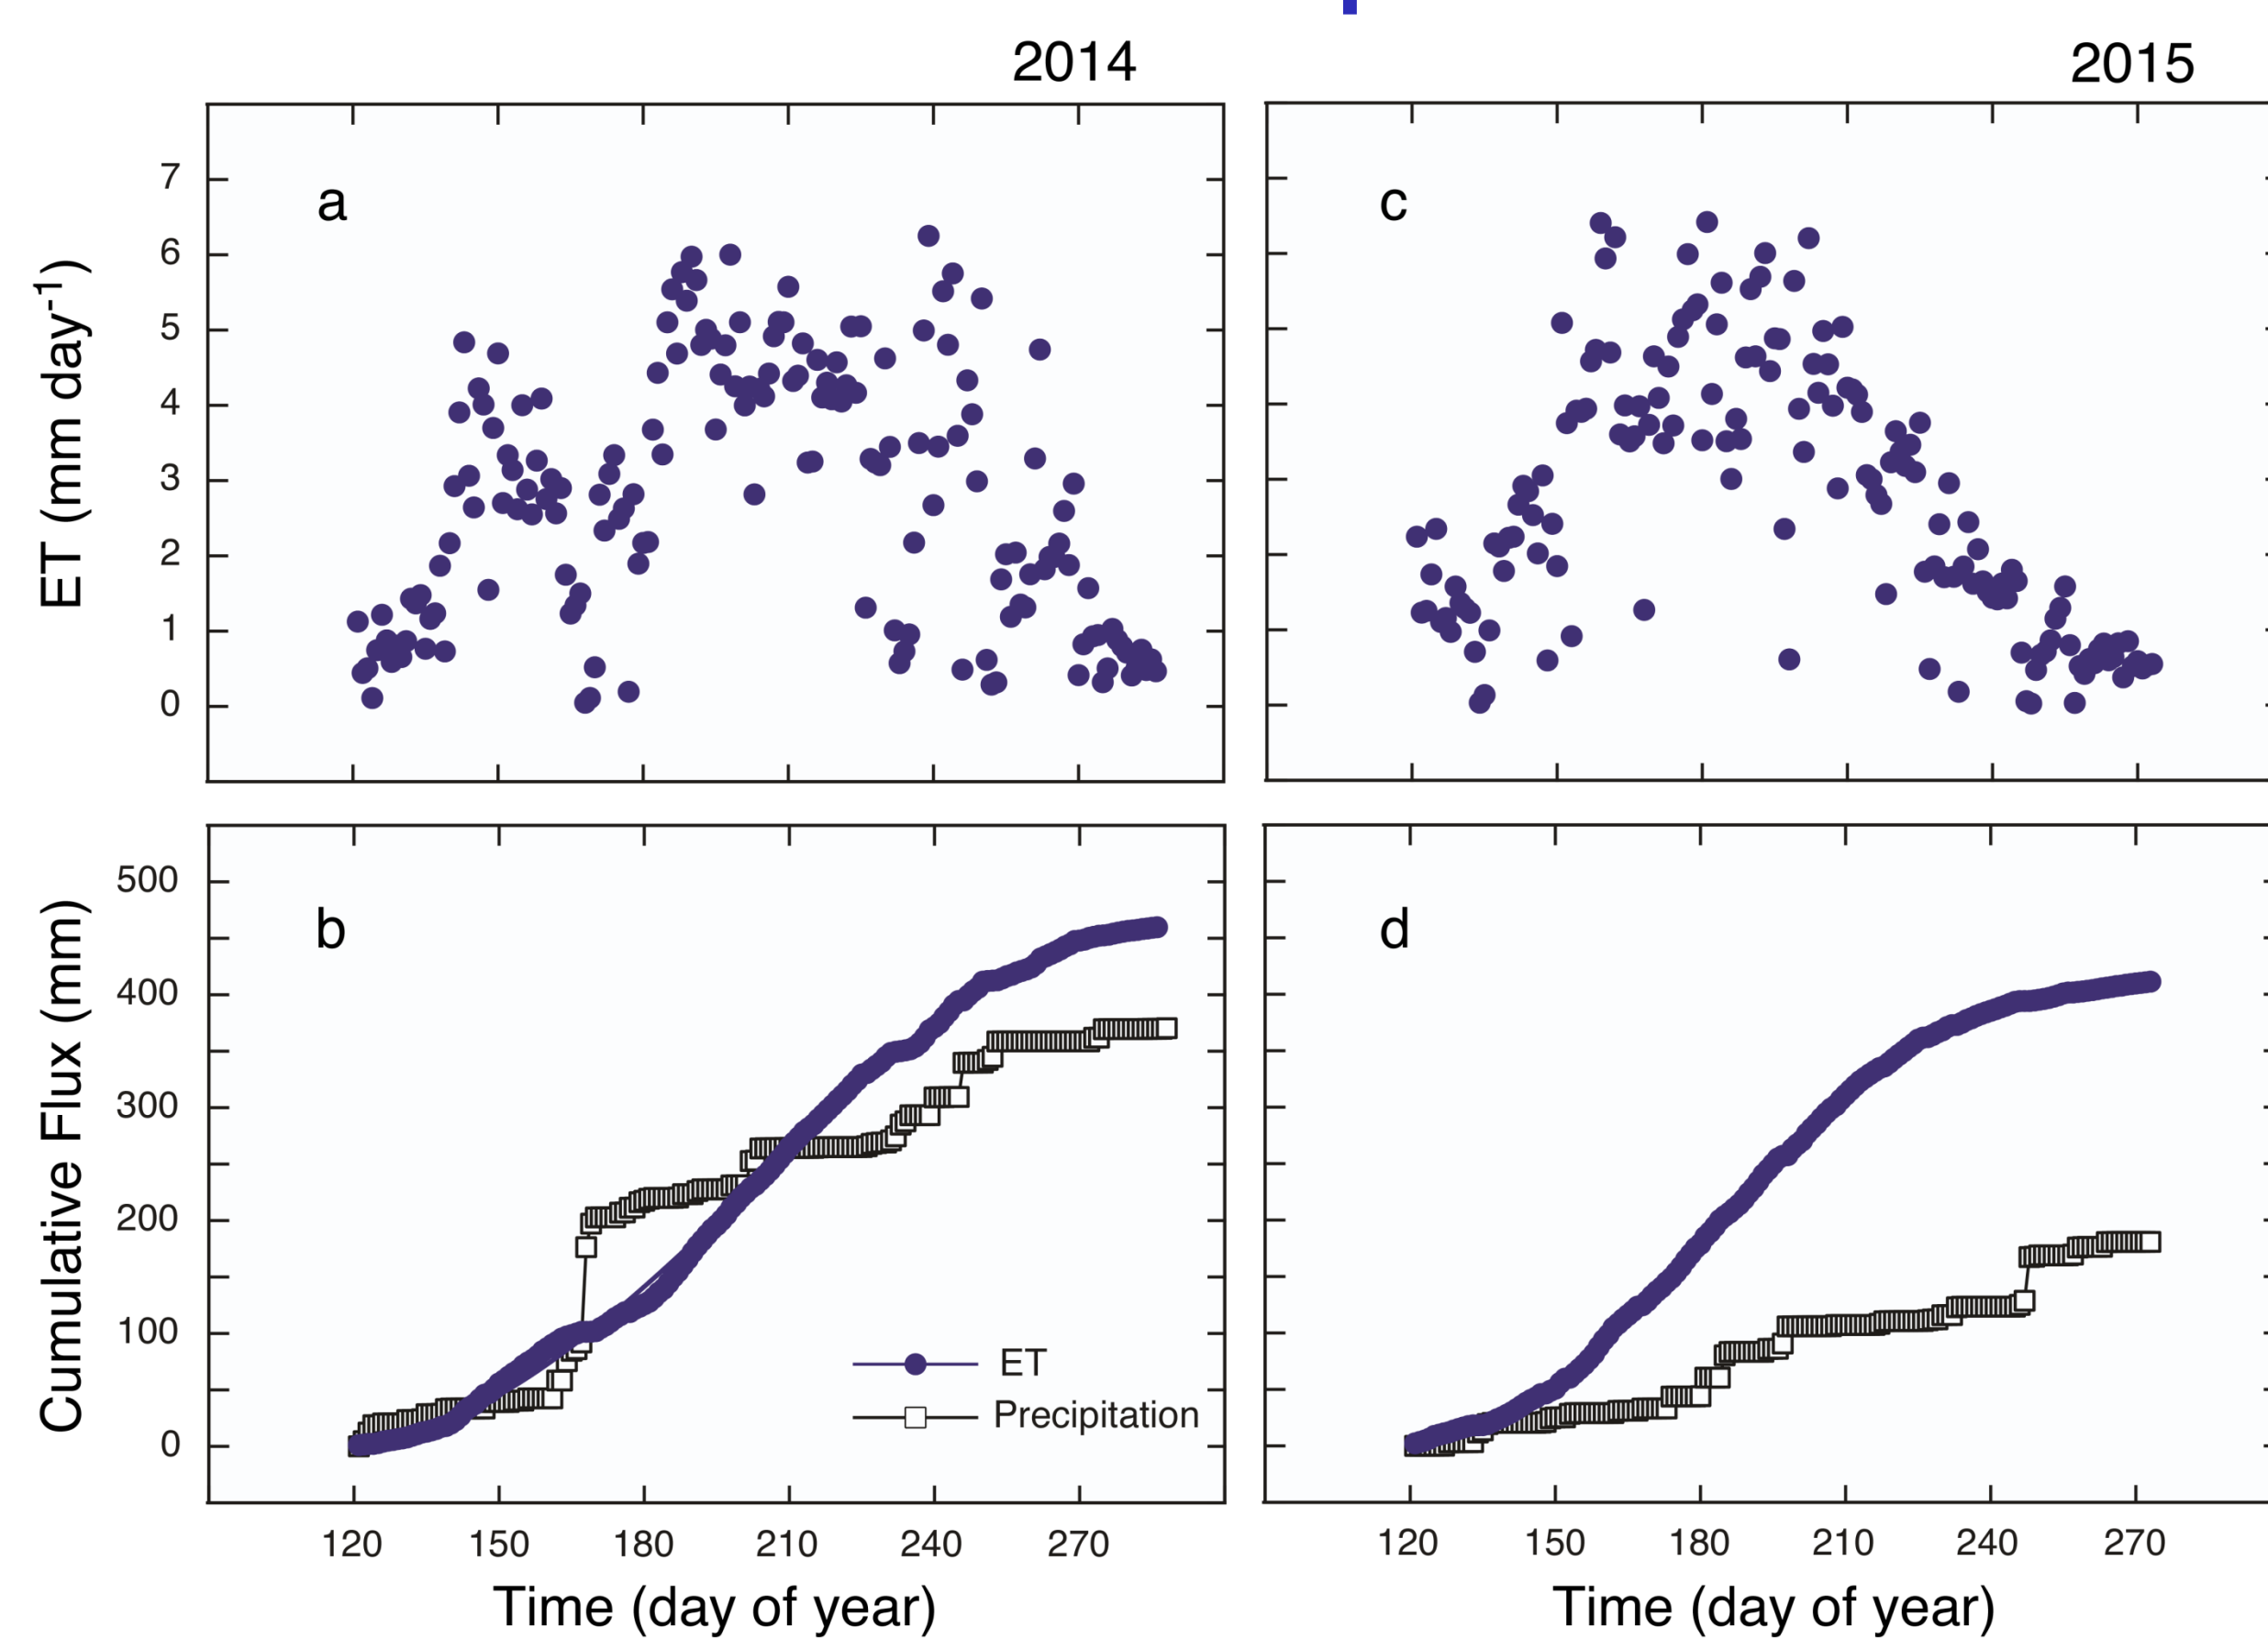 2014
2015
ET (mm day-1)
7
6
5
4
3
2
1
0
a
c
Cumulative Flux (mm)
500
400
300
200
100
0
b
d
ET
Precipitation
120 150 180 210 240 270
120 150 180 210 240 270
Time (day of year)
Time (day of year)